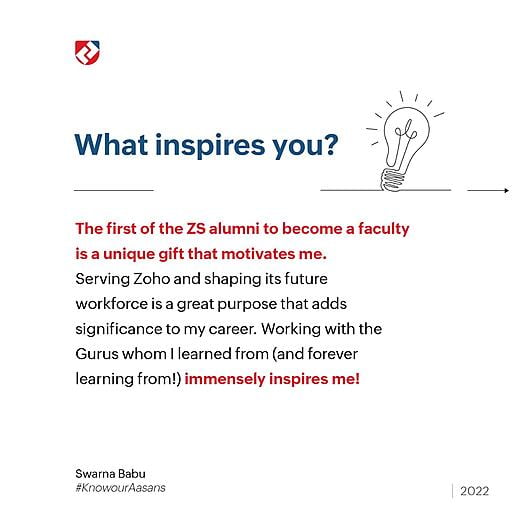 What inspires you?
The first of the ZS alumni to become a faculty
is a unique gift that motivates me.
Serving Zoho and shaping its future
workforce is a great purpose that adds
significance to my career. Working with the
Gurus whom I learned from (and forever
learning from!) immensely inspires me!
Swarna Babu
#KnowourAasans
2022